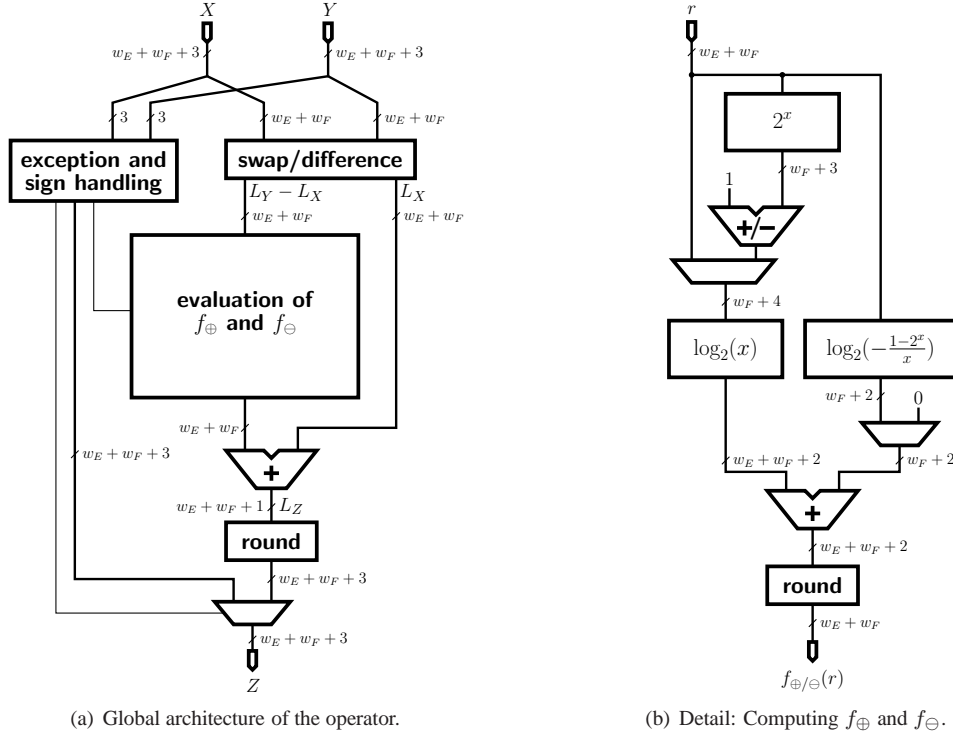 X Y
w_E + w_F + 3 w_E + w_F + 3
3 3 w_E + w_F w_E + w_F
exception and
sign handling
swap/difference
L_Y − L_X L_X
w_E + w_F w_E + w_F
evaluation of
f_⊕ and f_⊖
w_E + w_F
w_E + w_F + 3
+
w_E + w_F + 1 L_Z
round
w_E + w_F + 3
w_E + w_F + 3
Z
(a) Global architecture of the operator.
r
w_E + w_F
2^x
w_F + 3
1
+/−
w_F + 4
log_2(x) log_2(−\frac{1−2^x}{x})
w_F + 2 0
w_E + w_F + 2 w_F + 2
+
w_E + w_F + 2
round
w_E + w_F
f_{⊕/⊖}(r)
(b) Detail: Computing f_⊕ and f_⊖.